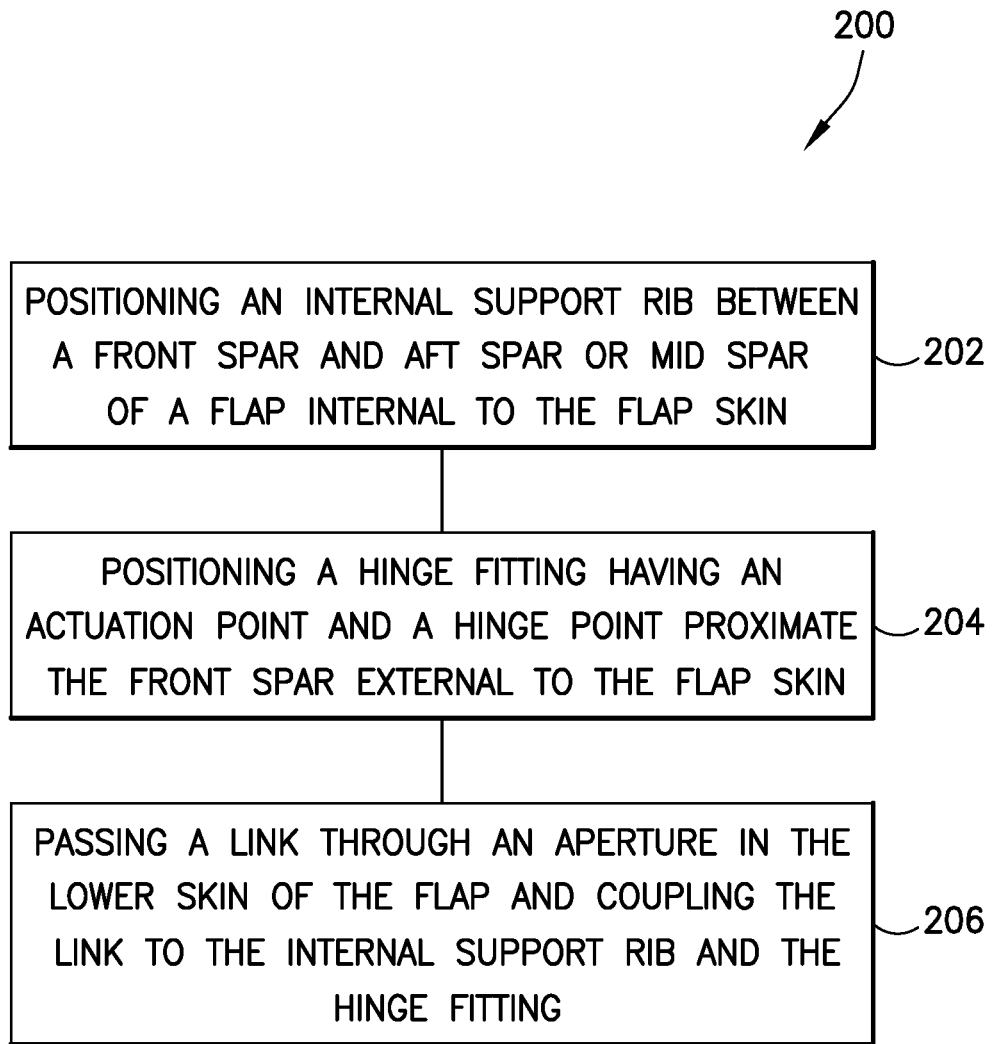 200
POSITIONING AN INTERNAL SUPPORT RIB BETWEEN
A FRONT SPAR AND AFT SPAR OR MID SPAR
OF A FLAP INTERNAL TO THE FLAP SKIN
202
POSITIONING A HINGE FITTING HAVING AN
ACTUATION POINT AND A HINGE POINT PROXIMATE
THE FRONT SPAR EXTERNAL TO THE FLAP SKIN
204
PASSING A LINK THROUGH AN APERTURE IN THE
LOWER SKIN OF THE FLAP AND COUPLING THE
LINK TO THE INTERNAL SUPPORT RIB AND THE
HINGE FITTING
206